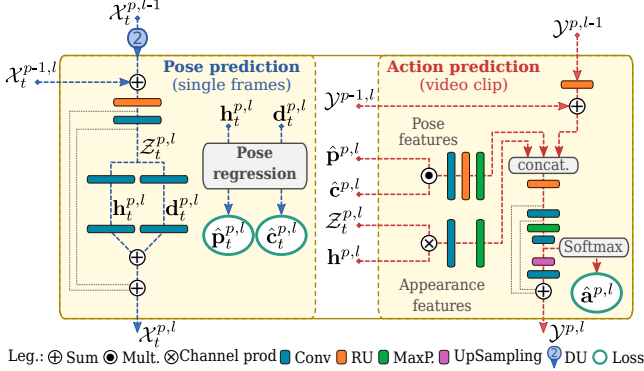 𝒳_t^{p,l-1}
2
𝒳_t^{p-1,l}
Pose prediction
(single frames)
h_t^{p,l} d_t^{p,l}
Pose
regression
p̂_t^{p,l} ĉ_t^{p,l}
𝒵_t^{p,l}
h_t^{p,l} d_t^{p,l}
𝒳_t^{p,l}
𝒴^{p,l-1}
Action prediction
(video clip)
𝒴^{p-1,l}
Pose
features
p̂^{p,l}
ĉ^{p,l}
concat.
𝒵_t^{p,l}
h^{p,l}
Appearance
features
Softmax
â^{p,l}
𝒴^{p,l}
Leg.: Sum Mult. Channel prod Conv RU MaxP. UpSampling 2 DU Loss